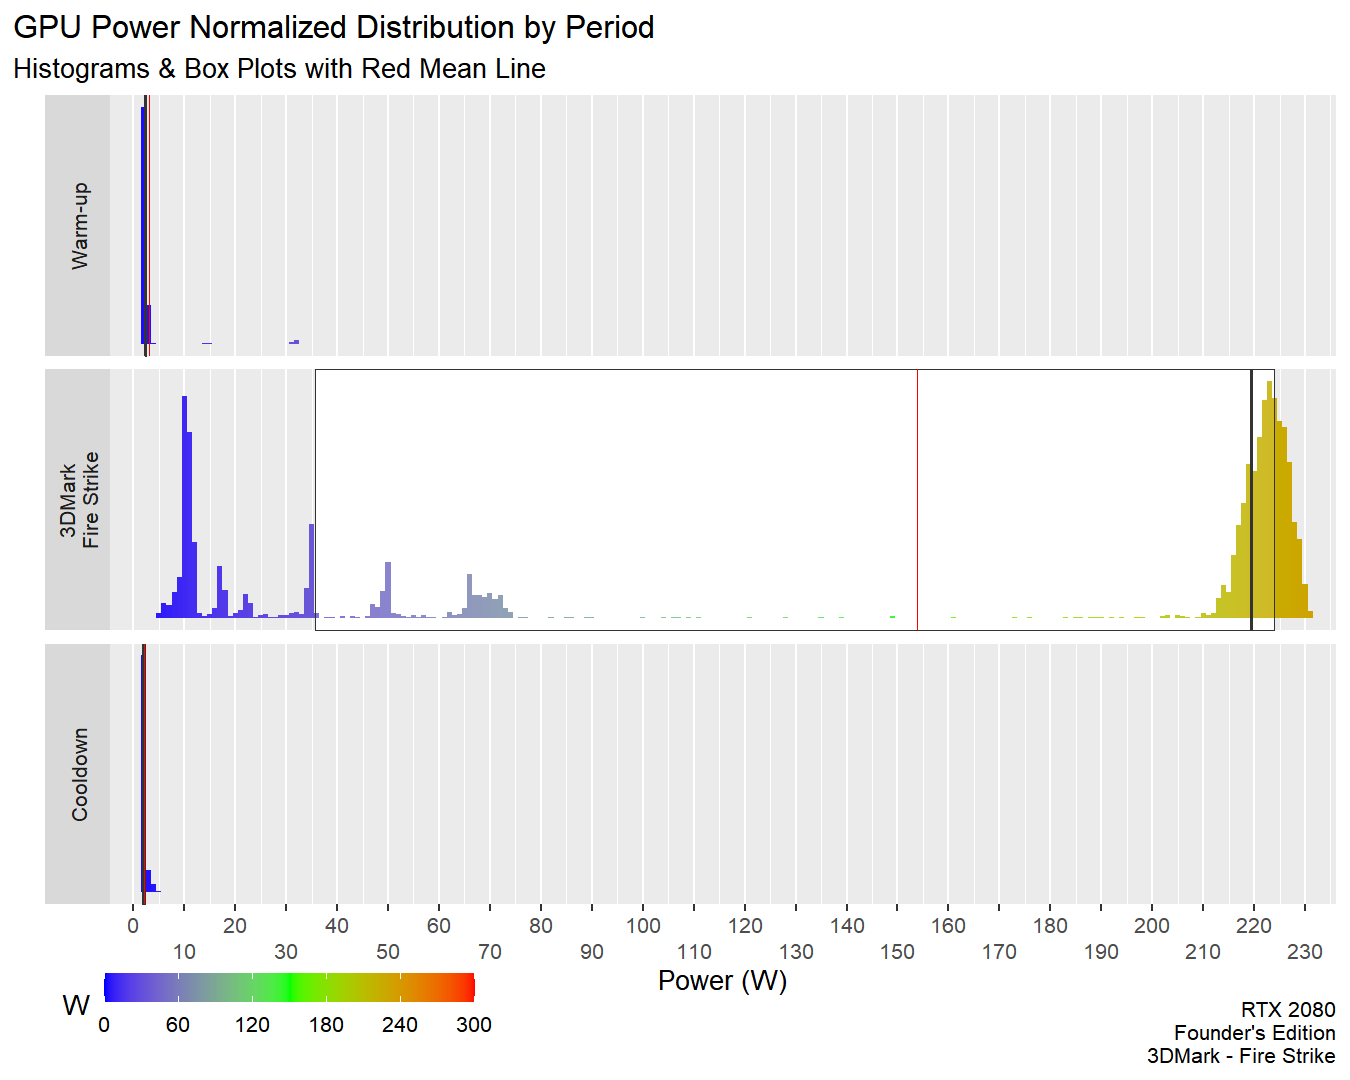 GPU Power Normalized Distribution by Period
Histograms & Box Plots with Red Mean Line
Warm-up
3DMark
Fire Strike
Cooldown
0 20 40 60 80 100 120 140 160 180 200 220
10 30 50 70 90 110 130 150 170 190 210 230
Power (W)
W
0 60 120 180 240 300
RTX 2080
Founder's Edition
3DMark - Fire Strike